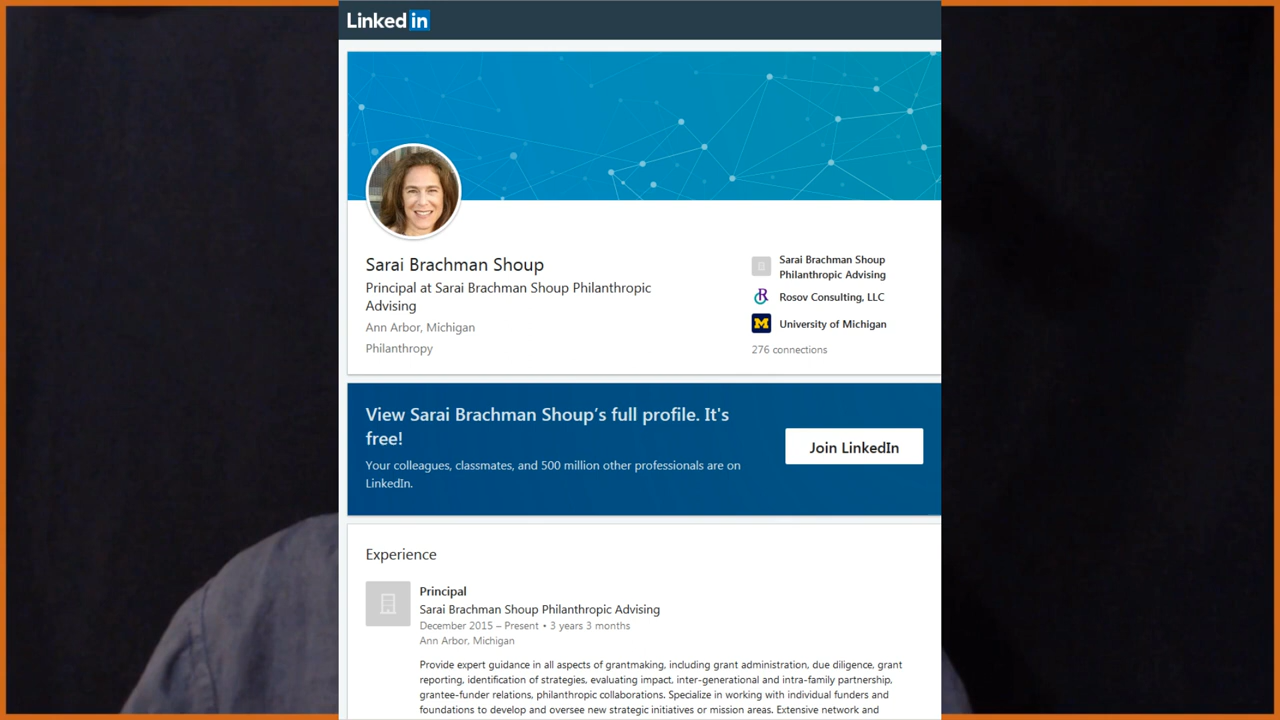 Linked in
Sarai Brachman Shoup
Principal at Sarai Brachman Shoup Philanthropic
Advising
Ann Arbor, Michigan
Philanthropy
Sarai Brachman Shoup
Philanthropic Advising
R
Rosov Consulting, LLC
M
University of Michigan
276 connections
View Sarai Brachman Shoup's full profile. It's
free!
Your colleagues, classmates, and 500 million other professionals are on
LinkedIn.
Join LinkedIn
Experience
Principal
Sarai Brachman Shoup Philanthropic Advising
December 2015 – Present • 3 years 3 months
Ann Arbor, Michigan
Provide expert guidance in all aspects of grantmaking, including grant administration, due diligence, grant
reporting, identification of strategies, evaluating impact, inter-generational and intra-family partnership,
grantee-funder relations, philanthropic collaborations. Specialize in working with individual funders and
foundations to develop and oversee new strategic initiatives or mission areas. Extensive network and